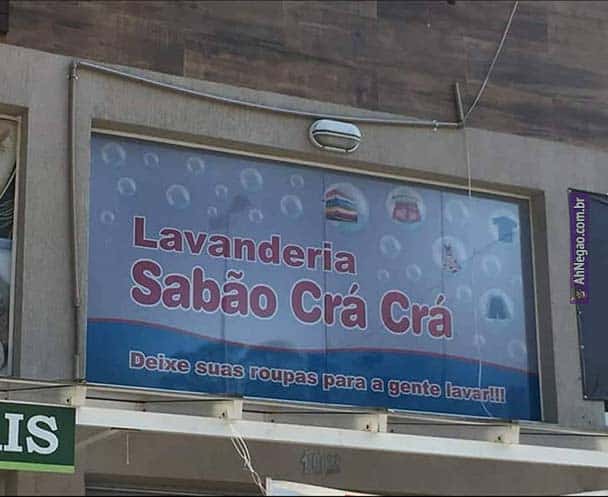 Lavanderia
Sabão Crá Crá
Deixe suas roupas para a gente lavar!!!
AhNegao.com.br
IS